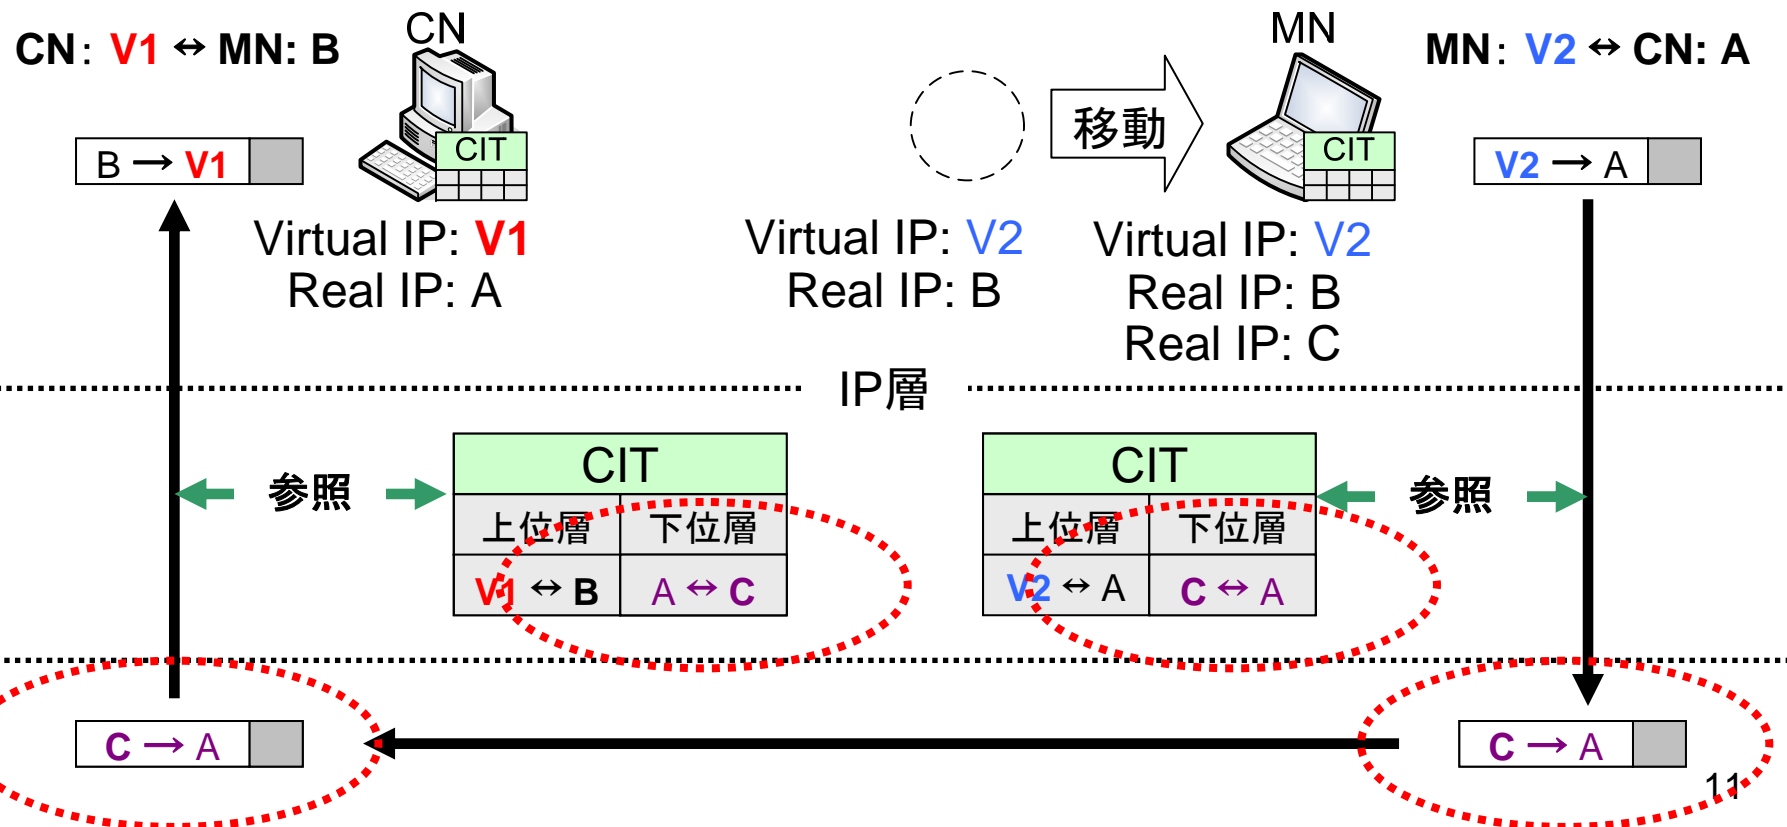 CN
MN
CN: V1 ↔ MN: B
MN: V2 ↔ CN: A
移動
CIT
CIT
B → V1
V2 → A
Virtual IP: V1
Real IP: A
Virtual IP: V2
Real IP: B
Virtual IP: V2
Real IP: B
Real IP: C
IP層
CIT
CIT
参照
参照
上位層 下位層
上位層 下位層
V1 ↔ B A ↔ C
V2 ↔ A C ↔ A
C → A
C → A
11